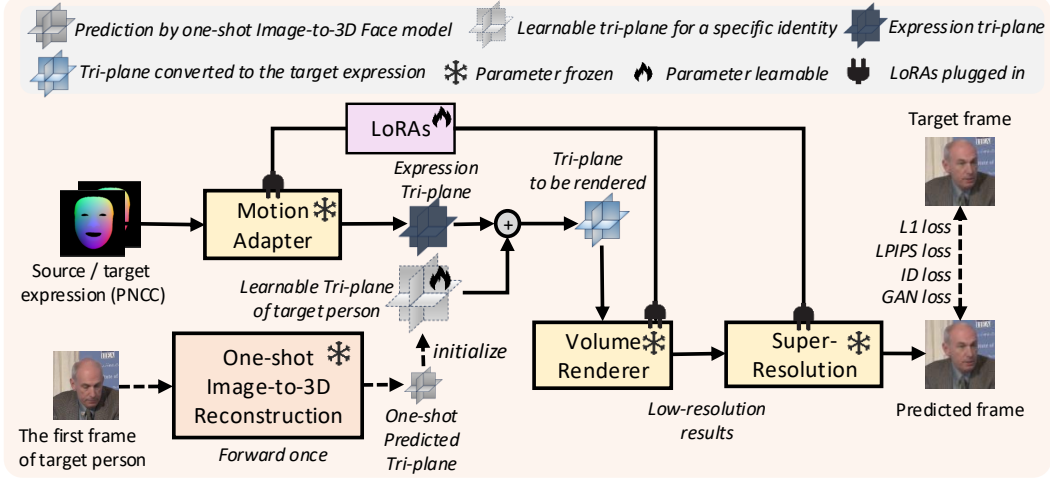 Prediction by one-shot Image-to-3D Face model
Learnable tri-plane for a specific identity
Expression tri-plane
Tri-plane converted to the target expression
Parameter frozen
Parameter learnable
LoRAs plugged in
LoRAs
Target frame
Expression
Tri-plane
Tri-plane
to be rendered
Motion
Adapter
+
L1 loss
LPIPS loss
ID loss
GAN loss
Source / target
expression (PNCC)
Learnable Tri-plane
of target person
initialize
One-shot
Image-to-3D
Reconstruction
Volume
Renderer
Super-
Resolution
Low-resolution
results
Predicted frame
One-shot
Predicted
Tri-plane
The first frame
of target person
Forward once